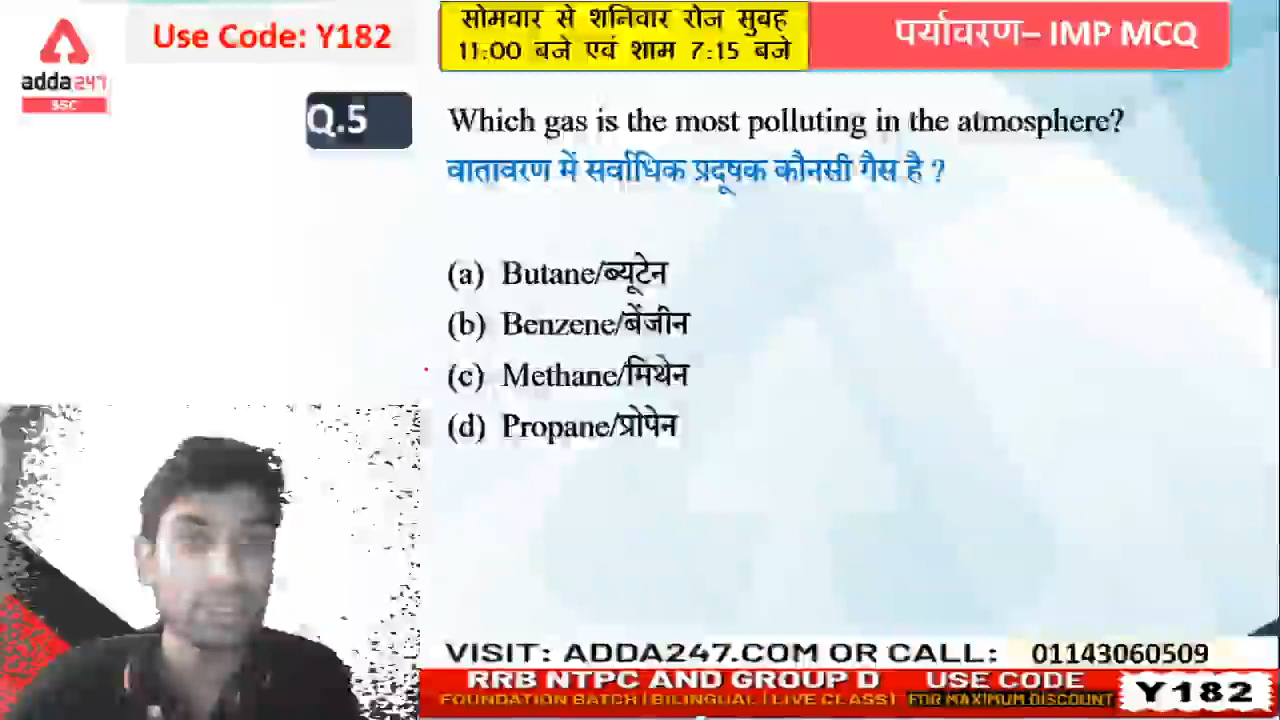 adda247
SSC
Use Code: Y182
सोमवार से शनिवार रोज सुबह
11:00 बजे एवं शाम 7:15 बजे
पर्यावरण– IMP MCQ
Q.5
Which gas is the most polluting in the atmosphere?
वातावरण में सर्वाधिक प्रदूषक कौनसी गैस है ?
(a) Butane/ब्यूटेन
(b) Benzene/बेंजीन
(c) Methane/मिथेन
(d) Propane/प्रोपेन
VISIT: ADDA247.COM OR CALL: 01143060509
RRB NTPC AND GROUP D USE CODE
FOUNDATION BATCH | BILINGUAL | LIVE CLASS | FOR MAXIMUM DISCOUNT
Y182